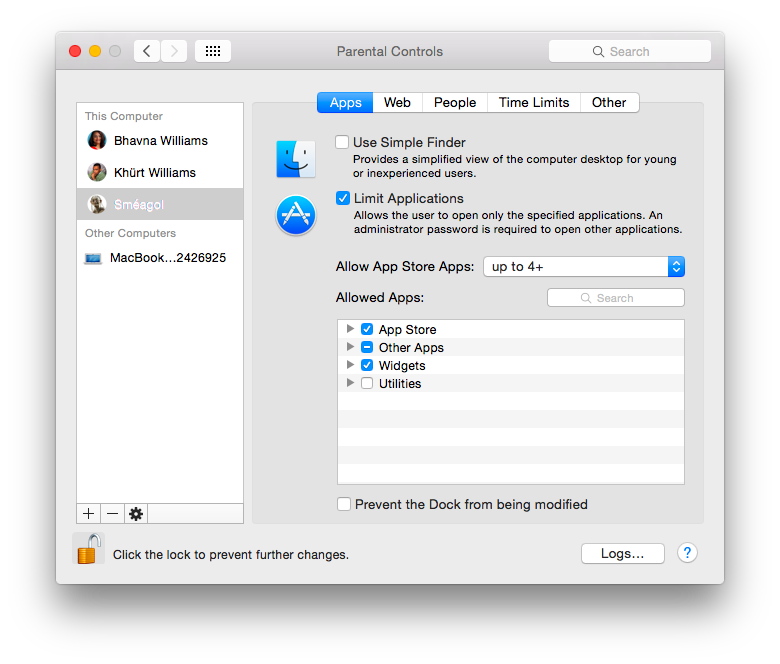 Parental Controls
Search
Apps
Web
People
Time Limits
Other
This Computer
Bhavna Williams
Khürt Williams
Sméagol
Other Computers
MacBook...2426925
Use Simple Finder
Provides a simplified view of the computer desktop for young
or inexperienced users.
Limit Applications
Allows the user to open only the specified applications. An
administrator password is required to open other applications.
Allow App Store Apps:
up to 4+
Allowed Apps:
Search
App Store
Other Apps
Widgets
Utilities
Prevent the Dock from being modified
Click the lock to prevent further changes.
Logs...
?